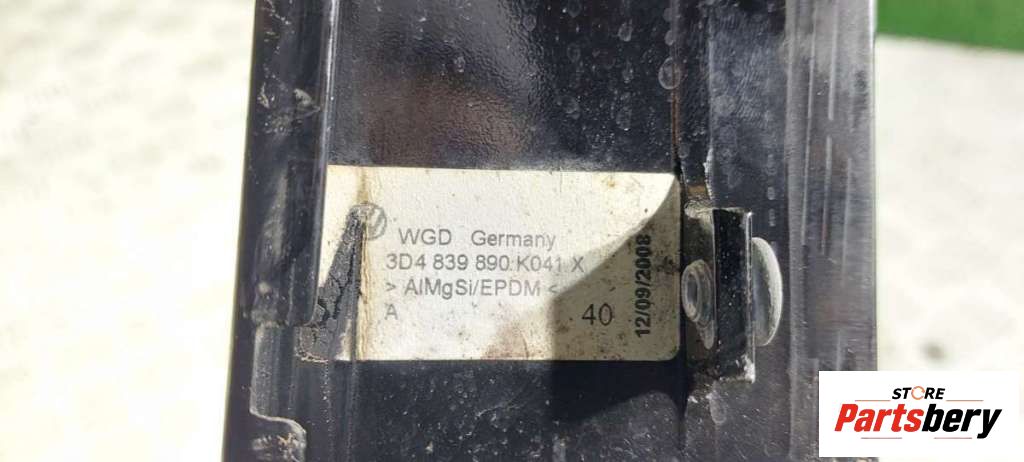 WGD Germany
3D4 839 890 K041 X
> AlMgSi/EPDM <
A 40
12/09/2008
STORE
Partsbery